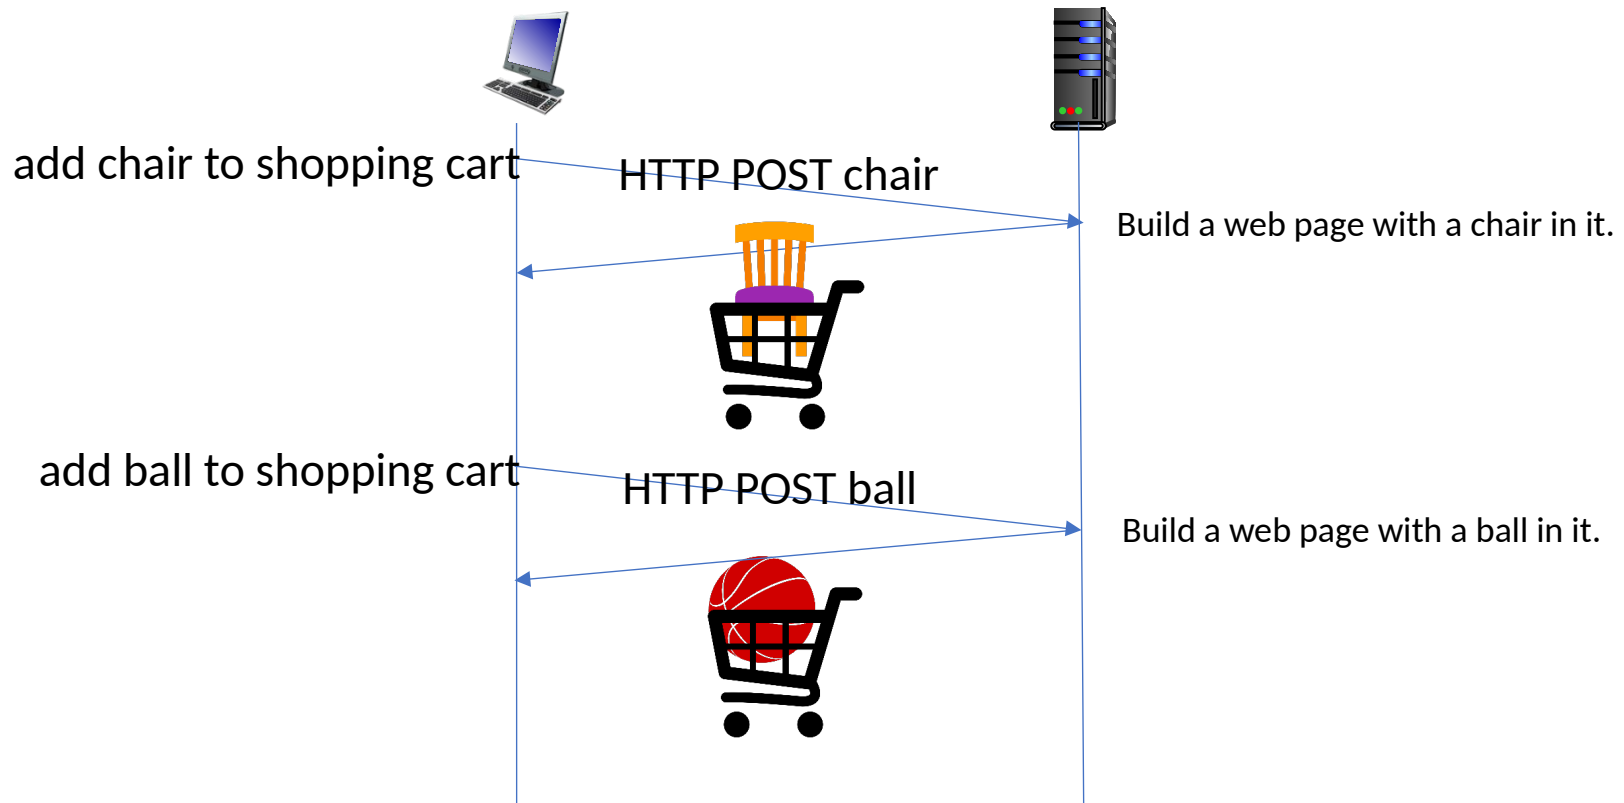 add chair to shopping cart
HTTP POST chair
Build a web page with a chair in it.
add ball to shopping cart
HTTP POST ball
Build a web page with a ball in it.